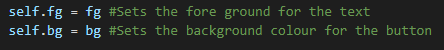 self.fg = fg #Sets the fore ground for the text
self.bg = bg #Sets the background colour for the button